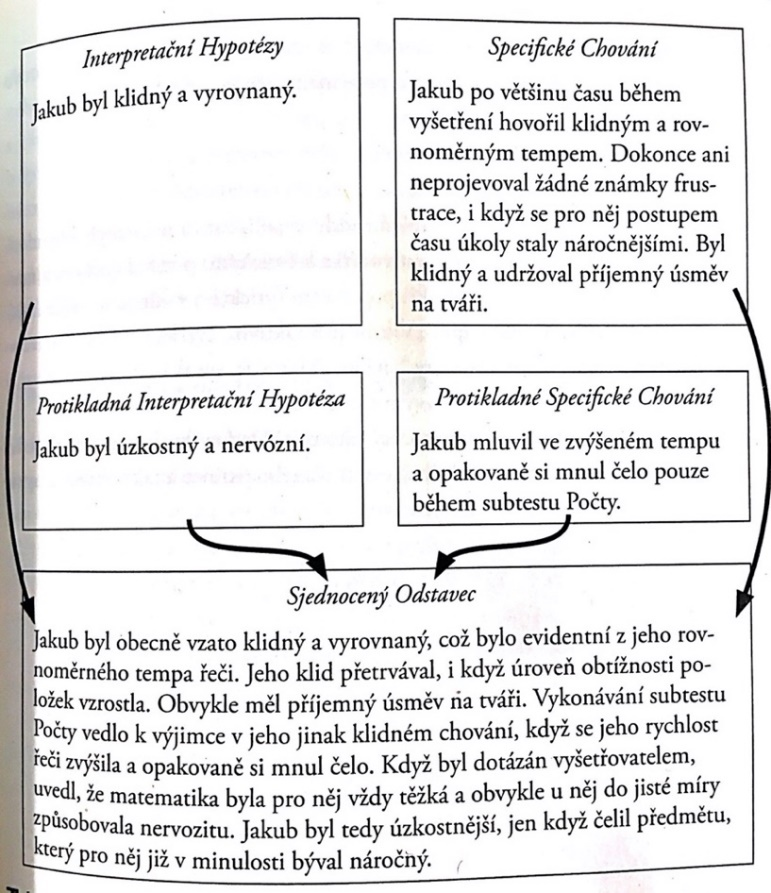 Interpretační Hypotézy
Jakub byl klidný a vyrovnaný.
Specifické Chování
Jakub po většinu času během
vyšetření hovořil klidným a rov-
noměrným tempem. Dokonce ani
neprojevoval žádné známky frus-
trace, i když se pro něj postupem
času úkoly staly náročnějšími. Byl
klidný a udržoval příjemný úsměv
na tváři.
Protikladná Interpretační Hypotéza
Jakub byl úzkostný a nervózní.
Protikladné Specifické Chování
Jakub mluvil ve zvýšeném tempu
a opakovaně si mnul čelo pouze
během subtestu Počty.
Sjednocený Odstavec
Jakub byl obecně vzato klidný a vyrovnaný, což bylo evidentní z jeho rov-
noměrného tempa řeči. Jeho klid přetrvával, i když úroveň obtížnosti po-
ložek vzrostla. Obvykle měl příjemný úsměv na tváři. Vykonávání subtestu
Počty vedlo k výjimce v jeho jinak klidném chování, když se jeho rychlost
řeči zvýšila a opakovaně si mnul čelo. Když byl dotázán vyšetřovatelem,
uvedl, že matematika byla pro něj vždy těžká a obvykle u něj do jisté míry
způsobovala nervozitu. Jakub byl tedy úzkostnější, jen když čelil předmětu,
který pro něj již v minulosti býval náročný.